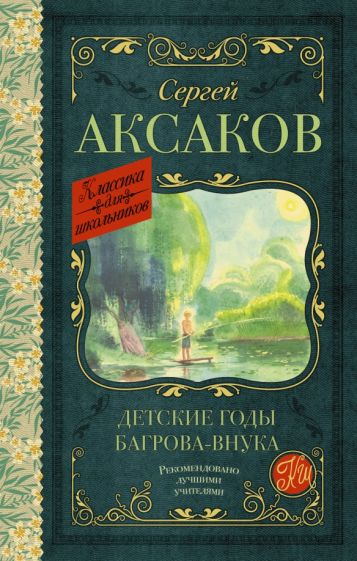 Сергей
АКСАКОВ
Классика
для
школьников
ДЕТСКИЕ ГОДЫ
БАГРОВА-ВНУКА
Рекомендовано
лучшими
учителями
КШ